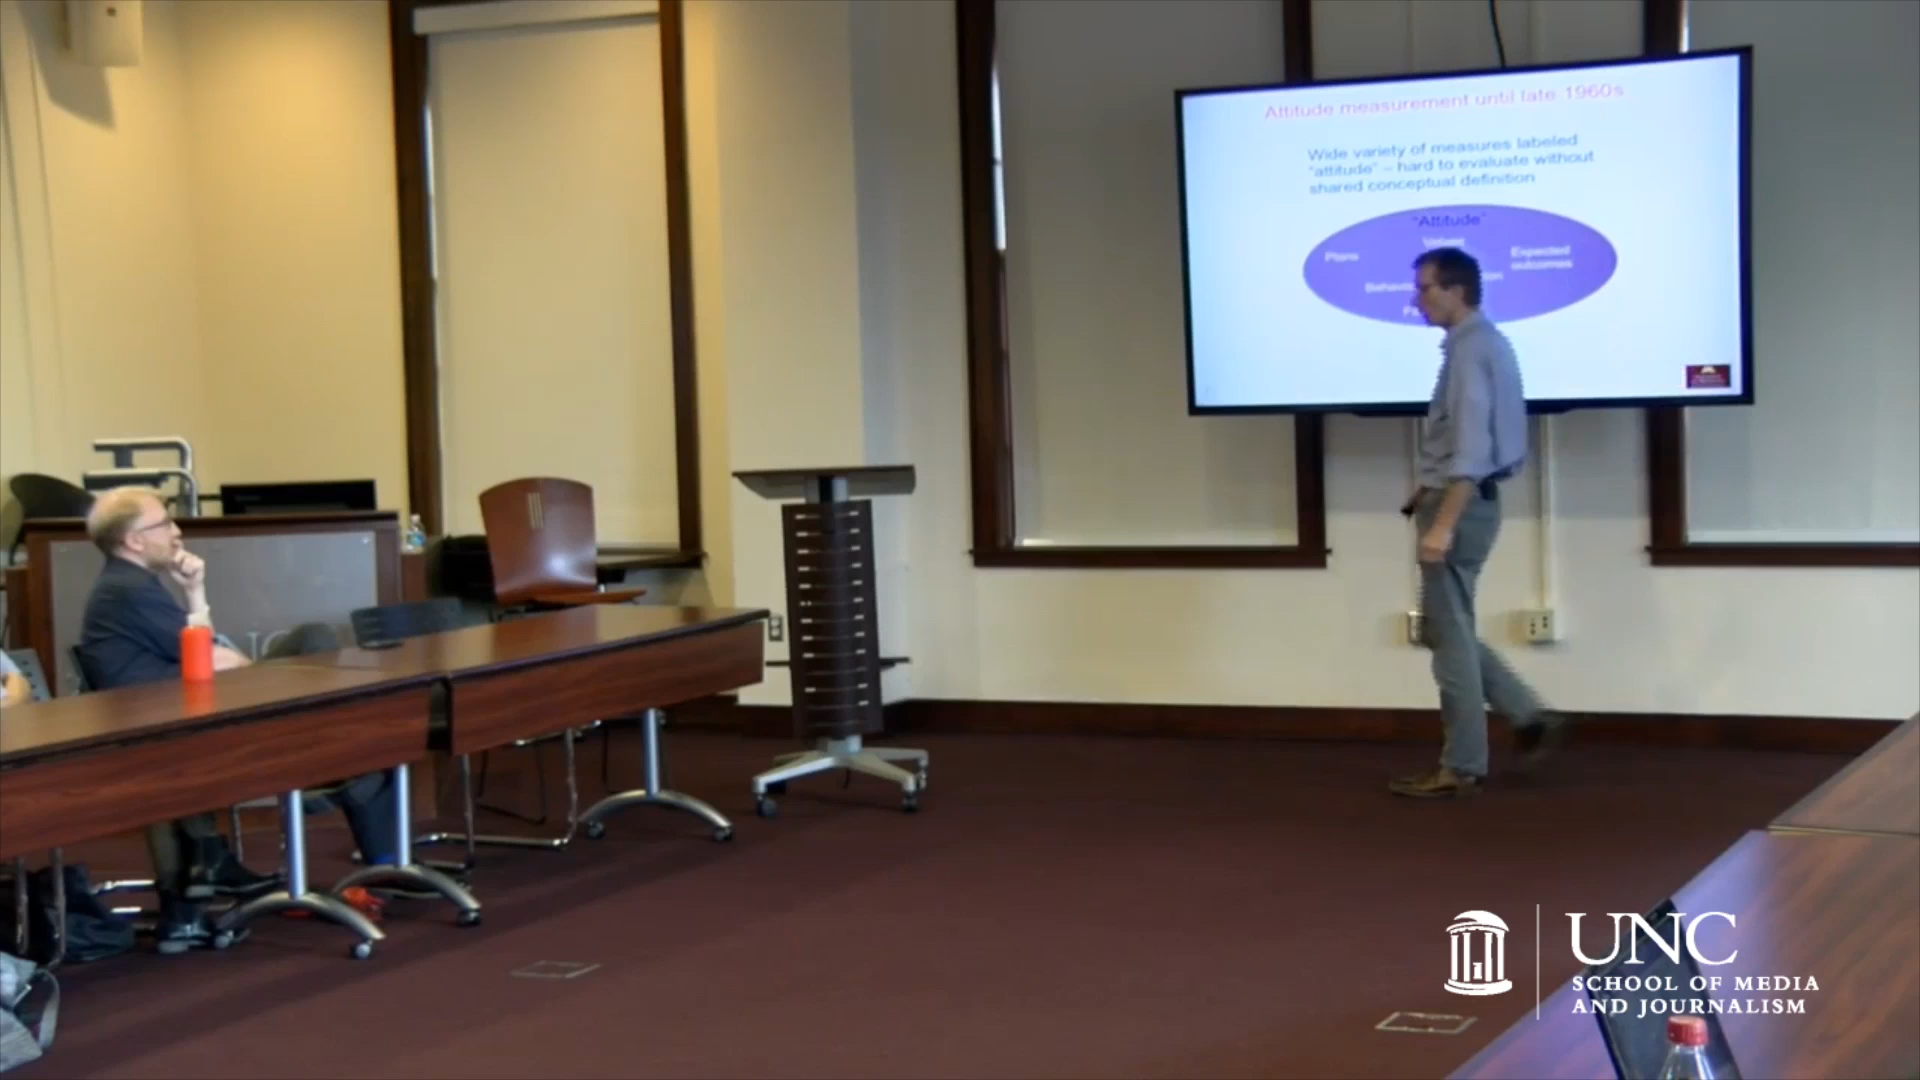 Attitude measurement until late 1960s
Wide variety of measures labeled
"attitude" – hard to evaluate without
shared conceptual definition
"Attitude"
Plans
Expected
outcomes
UNC
SCHOOL OF MEDIA
AND JOURNALISM